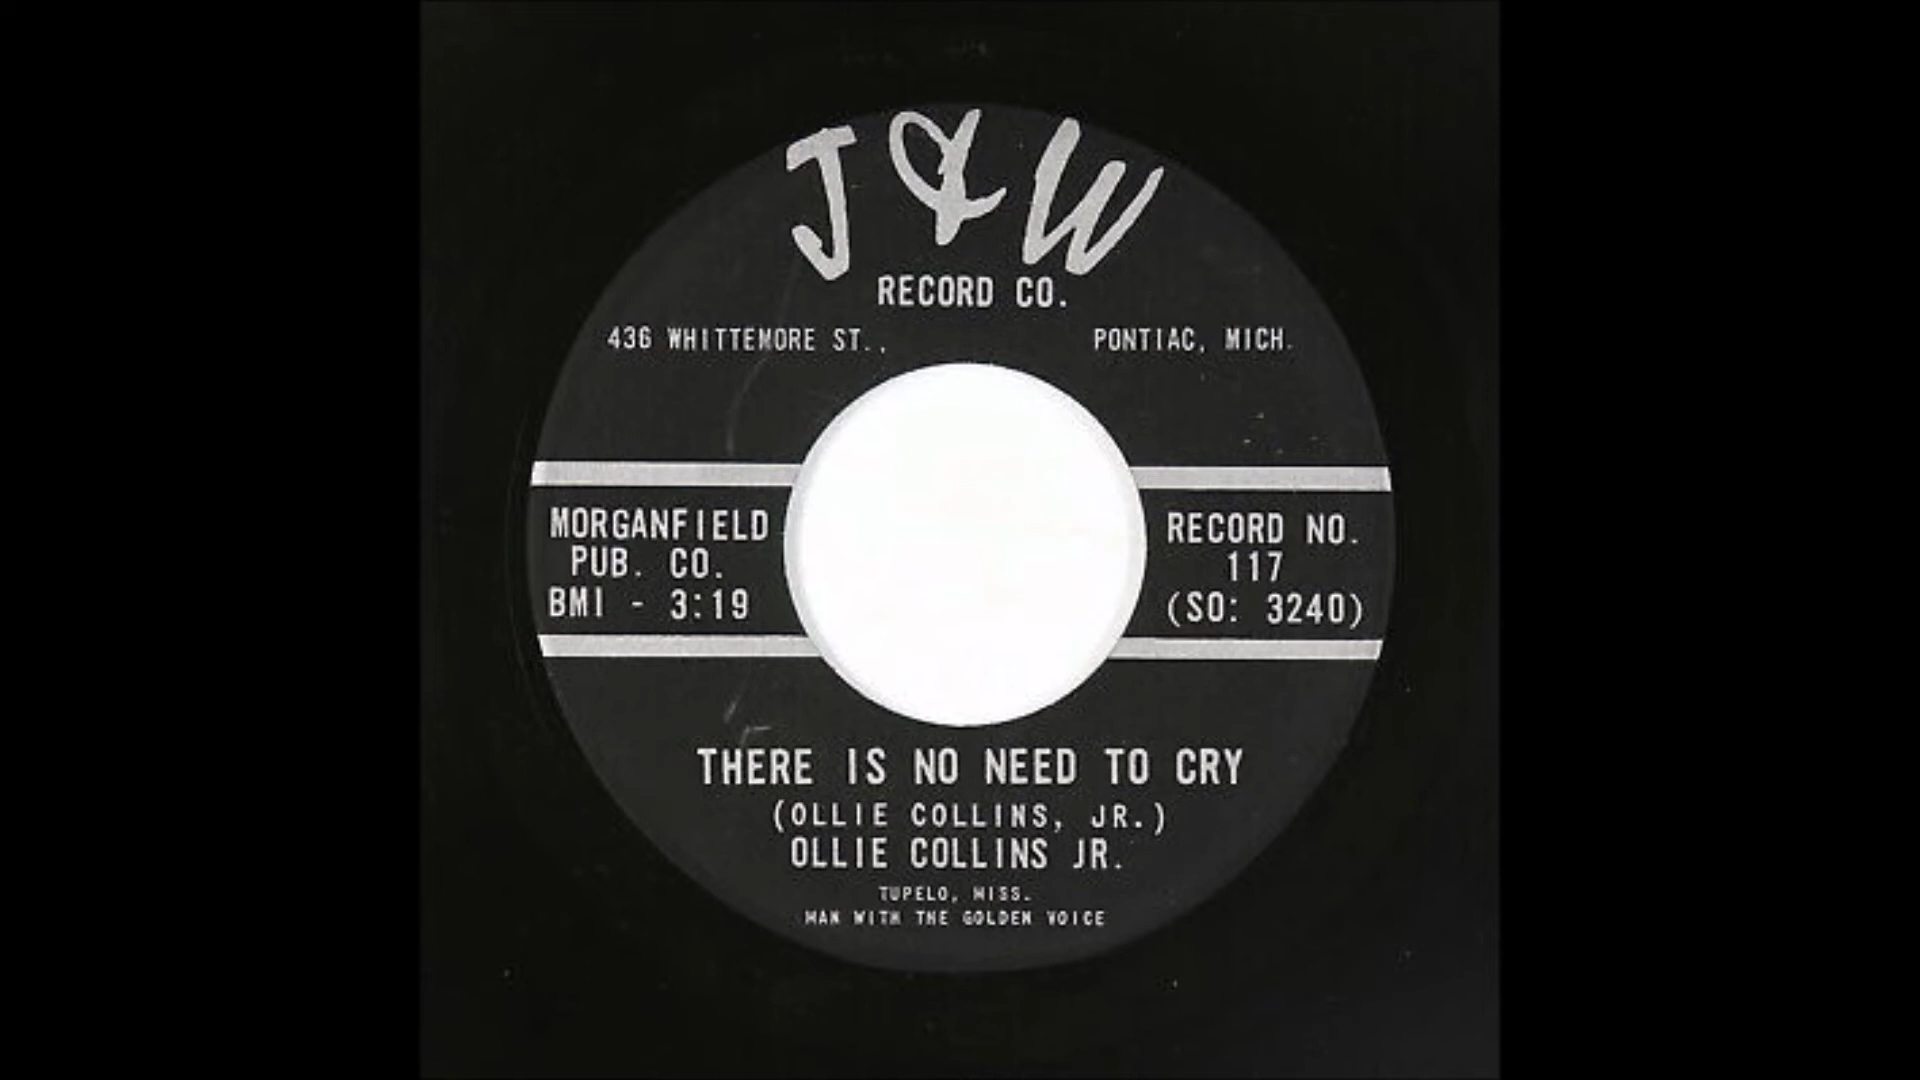 J & W
RECORD CO.
436 WHITTEMORE ST., PONTIAC, MICH.
MORGANFIELD
PUB. CO.
BMI - 3:19
RECORD NO.
117
(SO: 3240)
THERE IS NO NEED TO CRY
(OLLIE COLLINS, JR.)
OLLIE COLLINS JR.
TUPELO, MISS.
MAN WITH THE GOLDEN VOICE